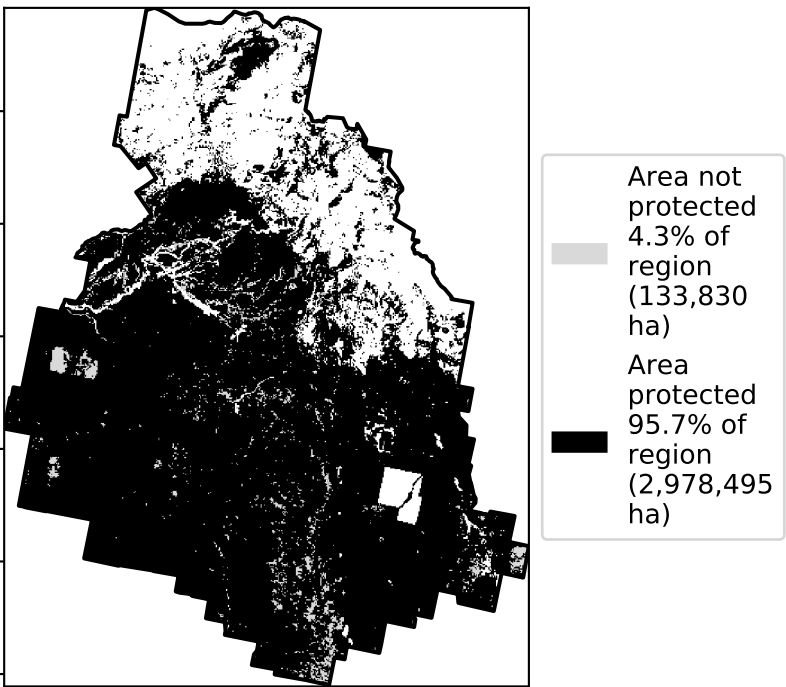 Area not
protected
4.3% of
region
(133,830
ha)
Area
protected
95.7% of
region
(2,978,495
ha)